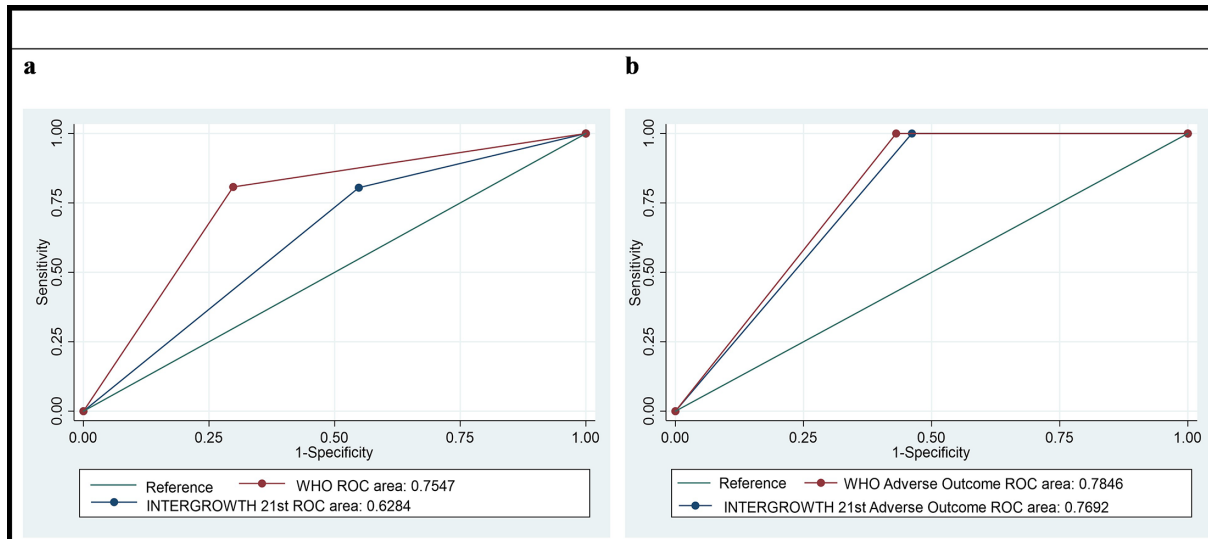 a
b
1.00
0.75
0.50
0.25
0.00
Sensitivity
0.00 0.25 0.50 0.75 1.00
1-Specificity
Reference WHO ROC area: 0.7547
INTERGROWTH 21st ROC area: 0.6284
1.00
0.75
0.50
0.25
0.00
Sensitivity
0.00 0.25 0.50 0.75 1.00
1-Specificity
Reference WHO Adverse Outcome ROC area: 0.7846
INTERGROWTH 21st Adverse Outcome ROC area: 0.7692